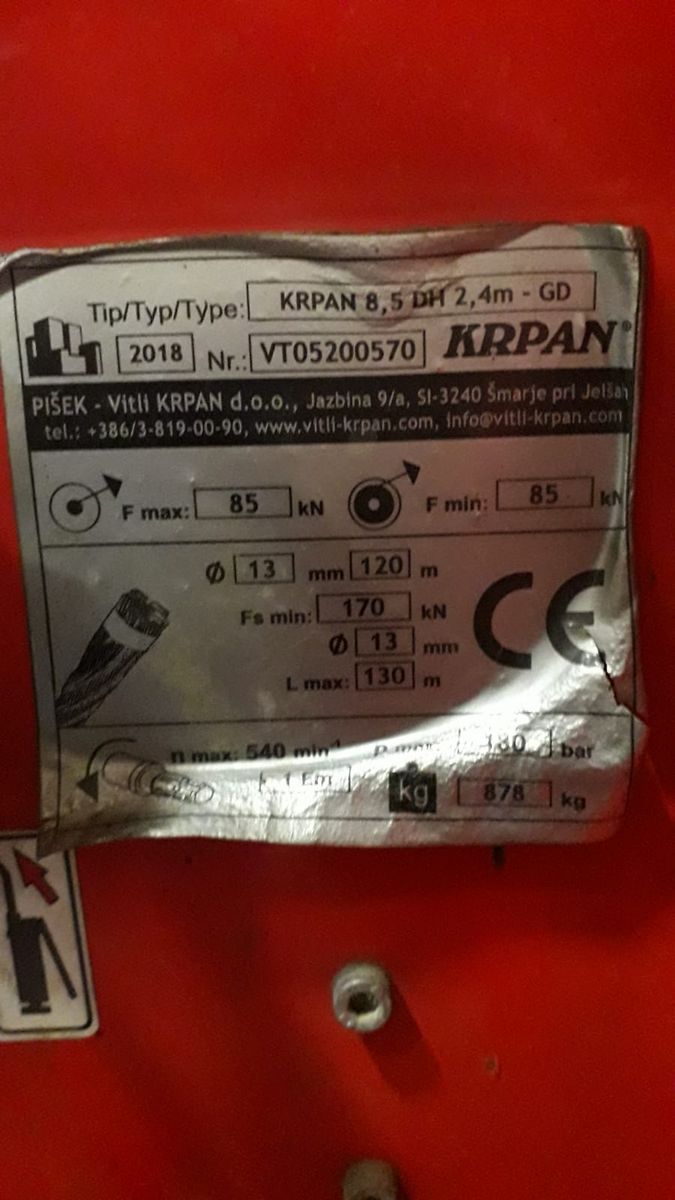 Tip/Typ/Type: KRPAN 8,5 DH 2,4m - GD
2018 Nr.: VT05200570 KRPAN®
PIŠEK - Vitli KRPAN d.o.o., Jazbina 9/a, SI-3240 Šmarje pri Jelšah
tel.: +386/3-819-00-90, www.vitli-krpan.com, info@vitli-krpan.com
F max: 85 kN F min: 85 kN
Ø 13 mm 120 m
Fs min: 170 kN
Ø 13 mm
CE
L max: 130 m
n max: 540 min⁻¹ 180 bar
kg 878 kg